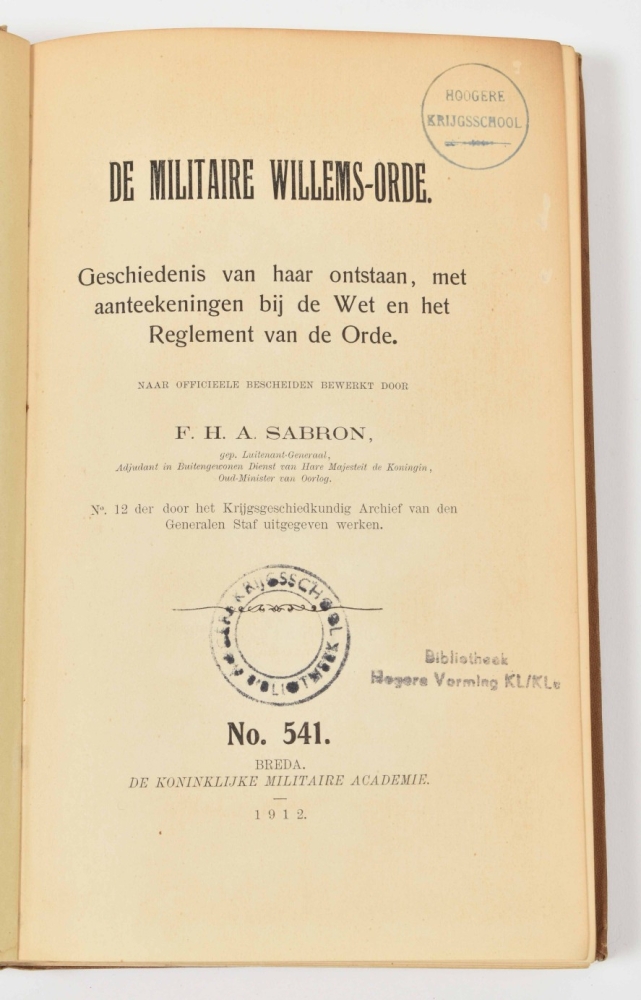 HOOGERE
KRIJGSSCHOOL
DE MILITAIRE WILLEMS-ORDE.
Geschiedenis van haar ontstaan, met
aanteekeningen bij de Wet en het
Reglement van de Orde.
NAAR OFFICIEELE BESCHEIDEN BEWERKT DOOR
F. H. A. SABRON,
gep. Luitenant-Generaal,
Adjudant in Buitengewonen Dienst van Hare Majesteit de Koningin,
Oud-Minister van Oorlog.
No. 12 der door het Krijgsgeschiedkundig Archief van den
Generalen Staf uitgegeven werken.
KRIJGSSCHOOL
BIBLIOTHEEK
Bibliotheek
Hogere Vorming KL/KLu
No. 541.
BREDA.
DE KONINKLIJKE MILITAIRE ACADEMIE.
1912.